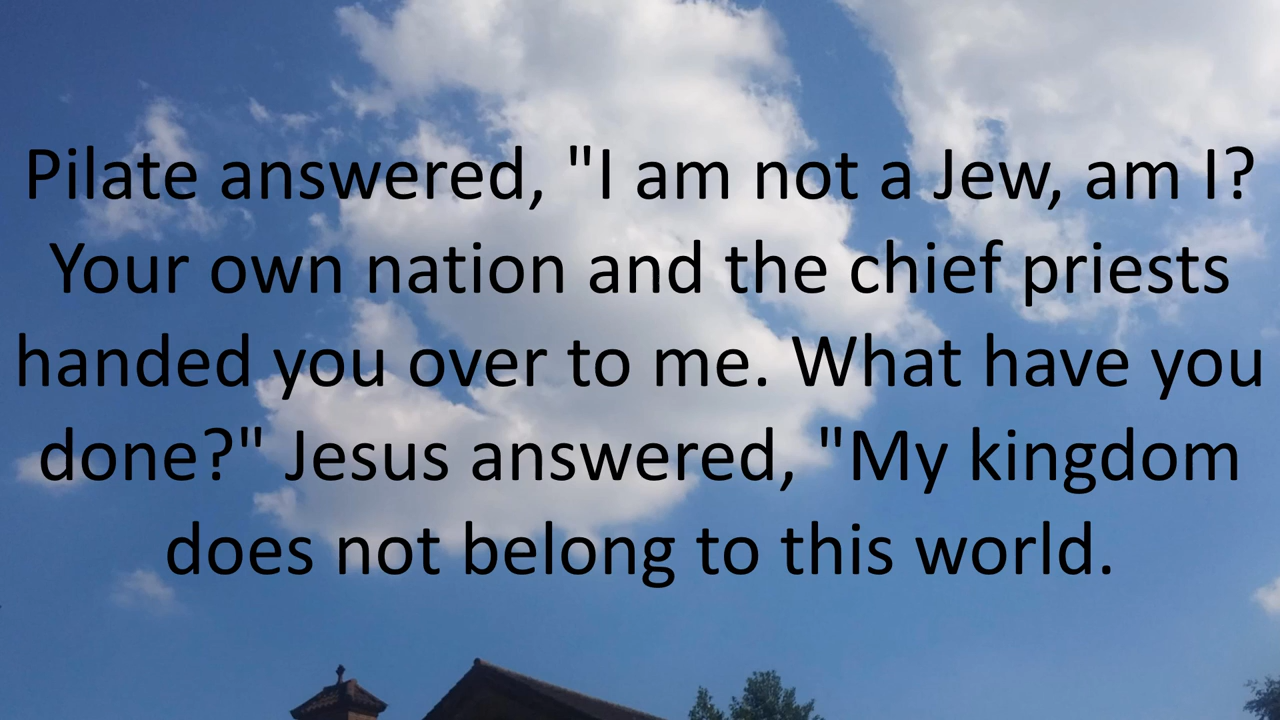 Pilate answered, "I am not a Jew, am I?
Your own nation and the chief priests
handed you over to me. What have you
done?" Jesus answered, "My kingdom
does not belong to this world.